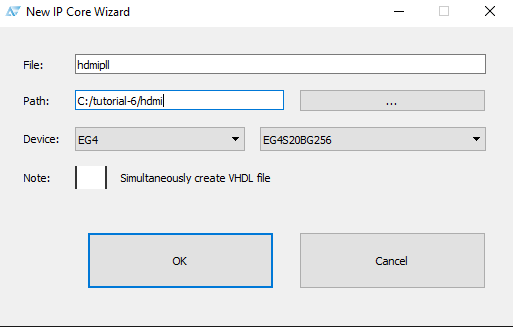 New IP Core Wizard
File: hdmipll
Path: C:/tutorial-6/hdmi ...
Device: EG4 EG4S20BG256
Note: Simultaneously create VHDL file
OK Cancel